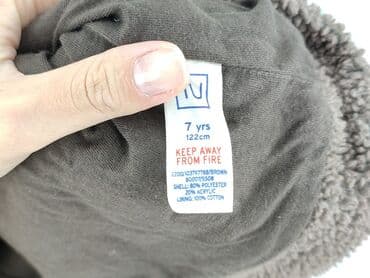 TU
7 yrs
122cm
KEEP AWAY
FROM FIRE
SHELL: 80% POLYESTER
20% ACRYLIC
LINING: 100% COTTON